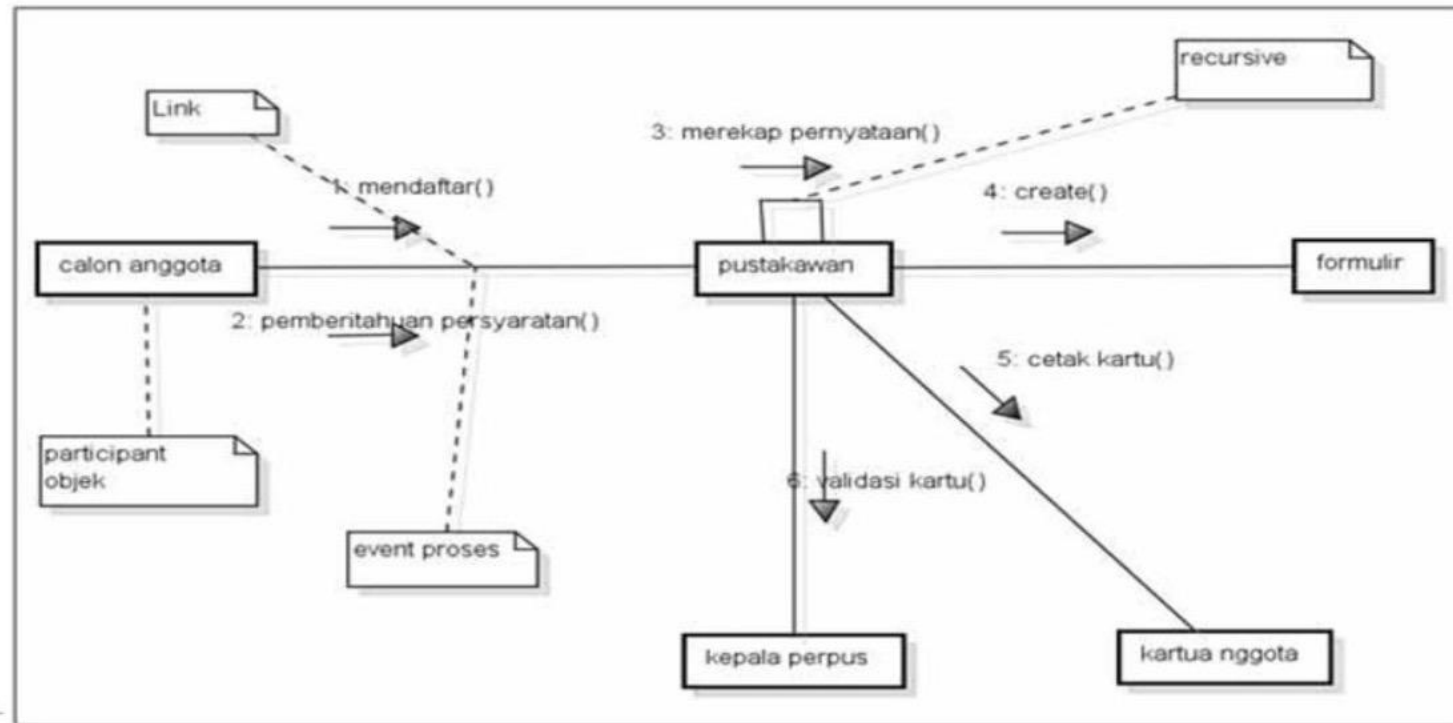 recursive
Link
3: merekap pernyataan()
1: mendaftar()
4: create()
calon anggota
pustakawan
formulir
2: pemberitahuan persyaratan()
5: cetak kartu()
participant
objek
6: validasi kartu()
event proses
kepala perpus
kartua nggota